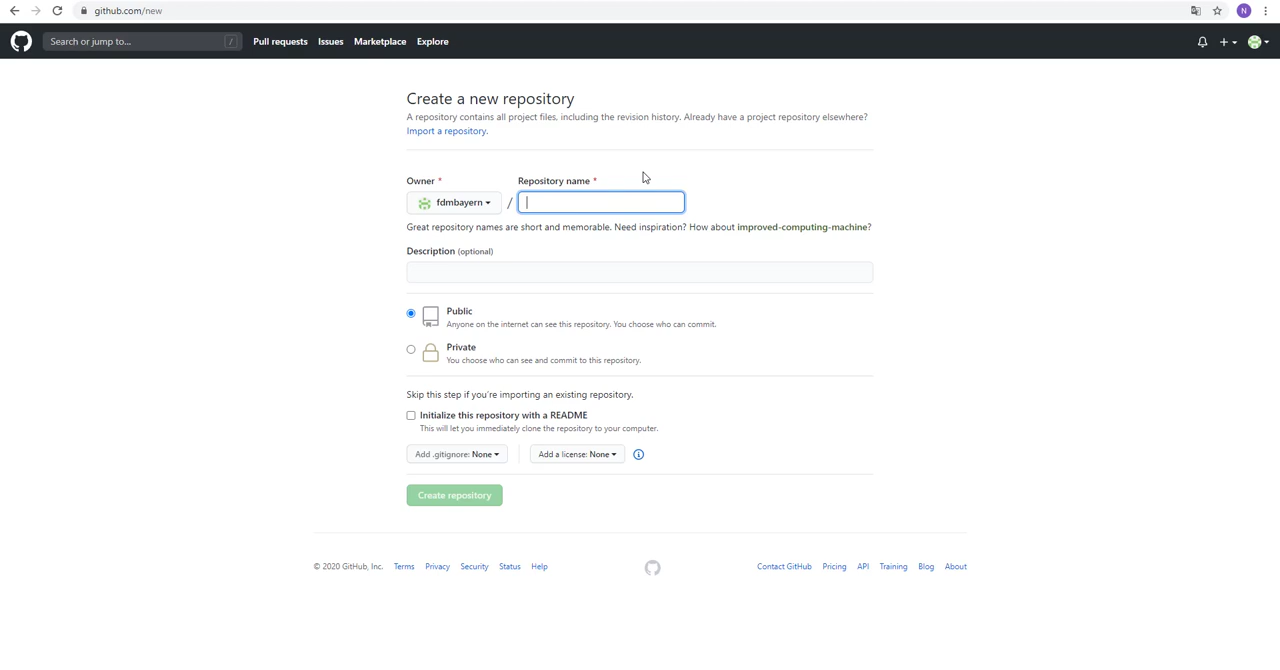 github.com/new
N
Search or jump to...
/
Pull requests
Issues
Marketplace
Explore
Create a new repository
A repository contains all project files, including the revision history. Already have a project repository elsewhere?
Import a repository.
Owner *
Repository name *
fdmbayern
/
Great repository names are short and memorable. Need inspiration? How about improved-computing-machine?
Description (optional)
Public
Anyone on the internet can see this repository. You choose who can commit.
Private
You choose who can see and commit to this repository.
Skip this step if you're importing an existing repository.
Initialize this repository with a README
This will let you immediately clone the repository to your computer.
Add .gitignore: None
Add a license: None
Create repository
© 2020 GitHub, Inc.
Terms
Privacy
Security
Status
Help
Contact GitHub
Pricing
API
Training
Blog
About